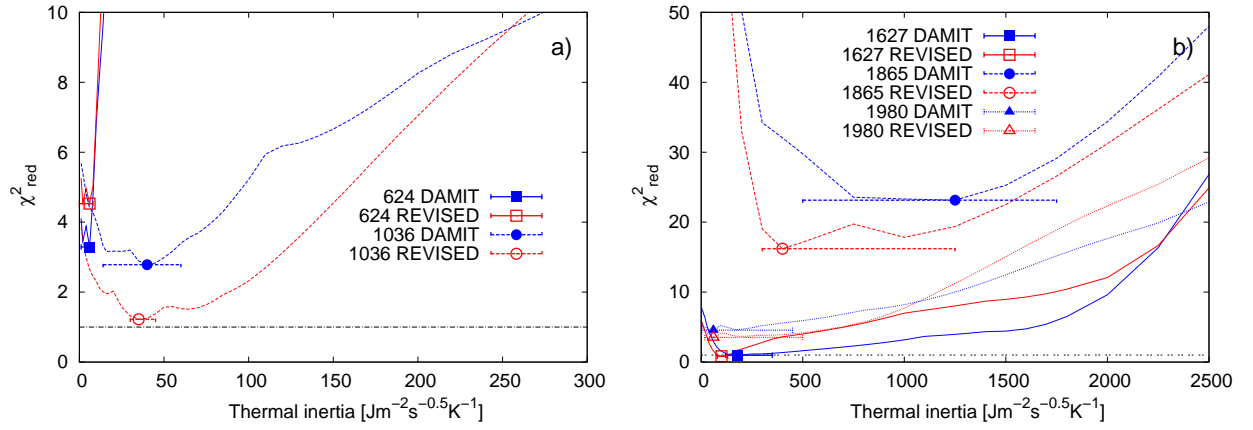 a)
10
8
6
4
2
0
χ²red
624 DAMIT
624 REVISED
1036 DAMIT
1036 REVISED
0 50 100 150 200 250 300
Thermal inertia [Jm⁻²s⁻⁰·⁵K⁻¹]
b)
50
40
30
20
10
0
χ²red
1627 DAMIT
1627 REVISED
1865 DAMIT
1865 REVISED
1980 DAMIT
1980 REVISED
0 500 1000 1500 2000 2500
Thermal inertia [Jm⁻²s⁻⁰·⁵K⁻¹]